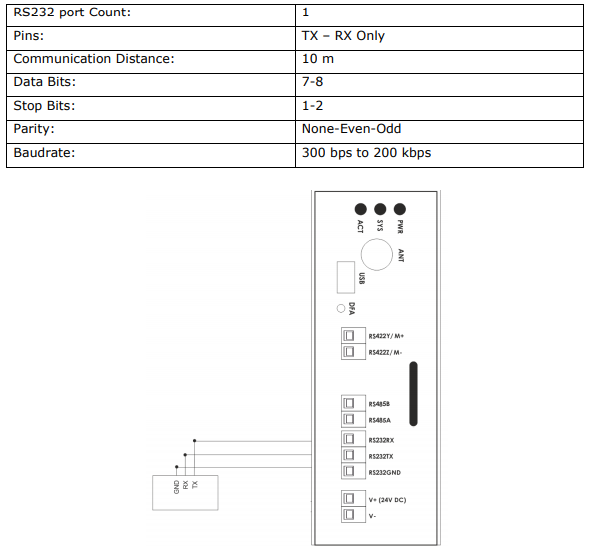 RS232 port Count: 1
Pins: TX – RX Only
Communication Distance: 10 m
Data Bits: 7-8
Stop Bits: 1-2
Parity: None-Even-Odd
Baudrate: 300 bps to 200 kbps
ACT SYS PWR
ANT
USB
DFA
RS422Y/ M+
RS422Z/ M-
RS485B
RS485A
RS232RX
RS232TX
RS232GND
GND RX TX
V+ (24V DC)
V-